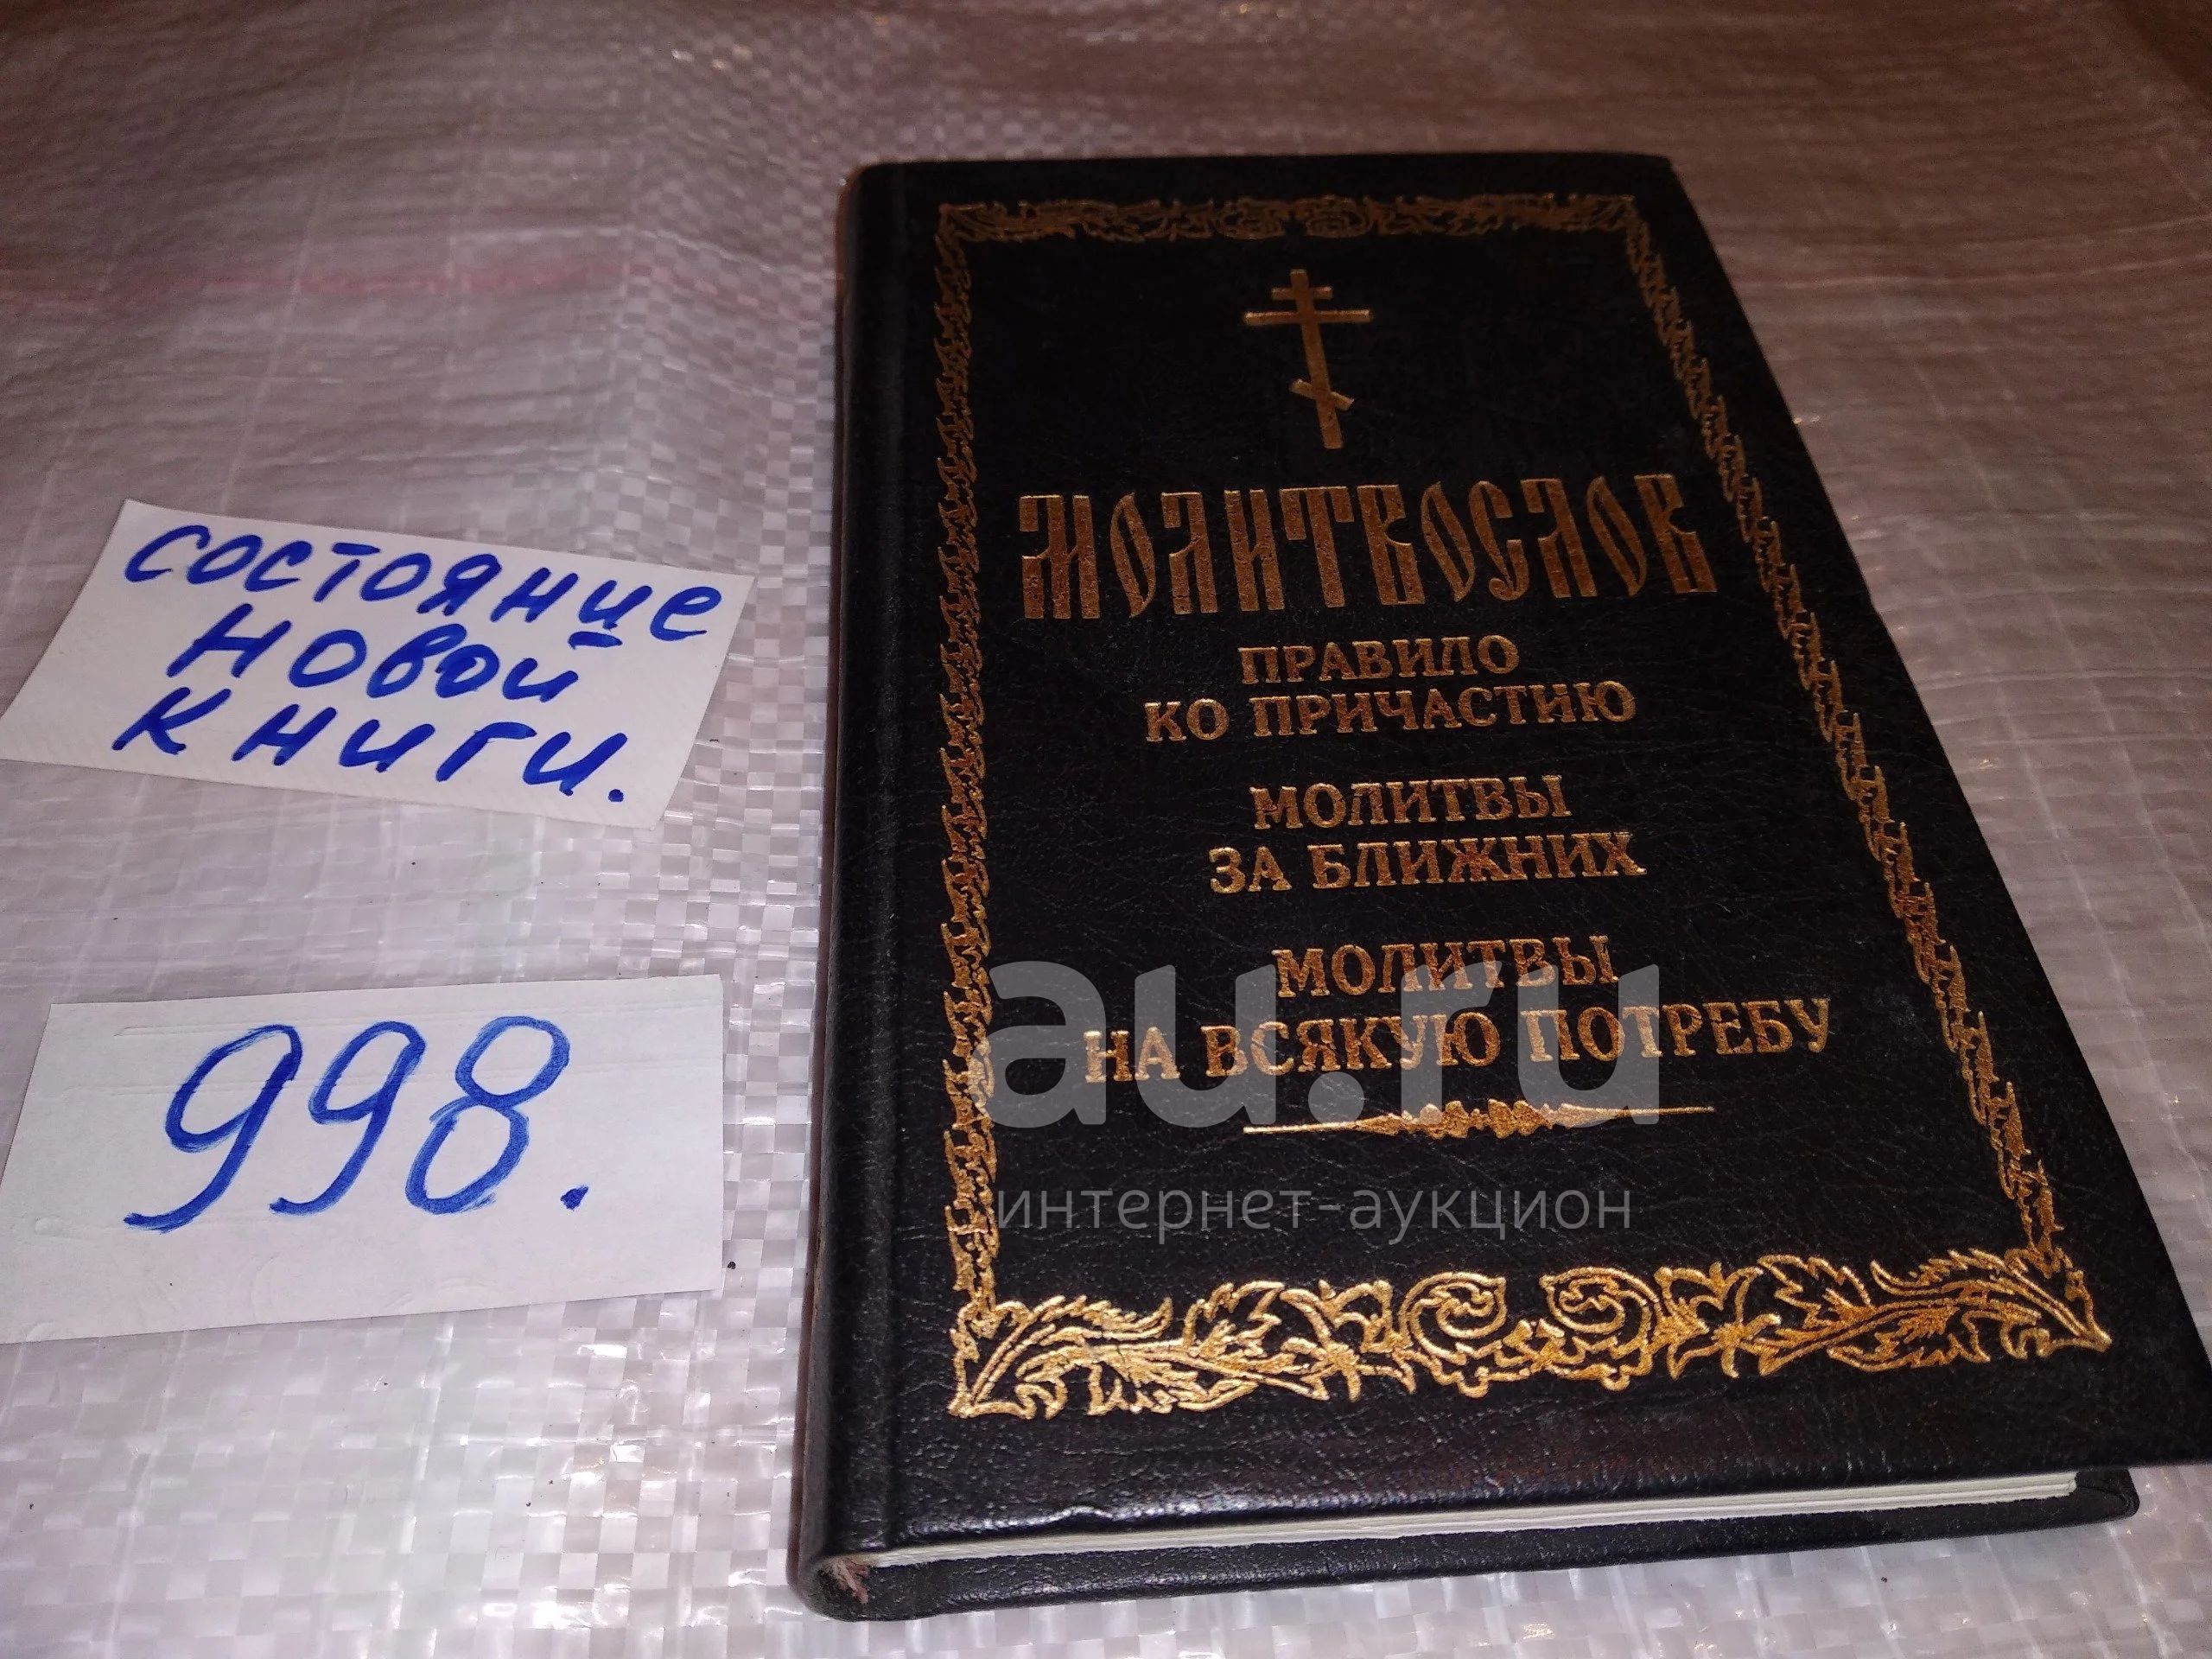 состояние
новой
книги.
998.
МОЛИТВОСЛОВ
ПРАВИЛО
КО ПРИЧАСТИЮ
МОЛИТВЫ
ЗА БЛИЖНИХ
МОЛИТВЫ
НА ВСЯКУЮ ПОТРЕБУ
au.ru
интернет-аукцион